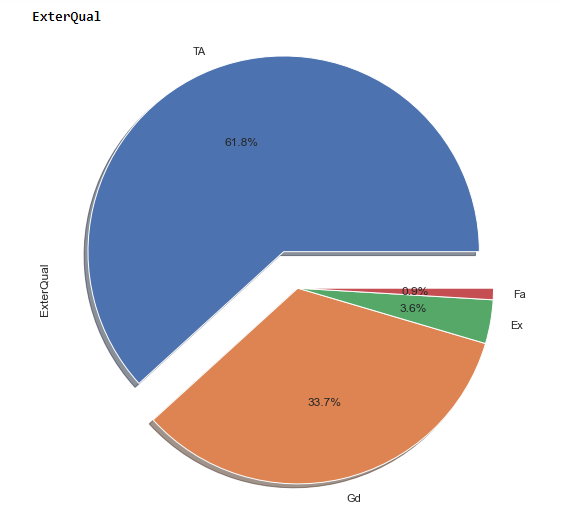 ExterQual
TA
61.8%
ExterQual
0.9%
Fa
3.6%
Ex
33.7%
Gd